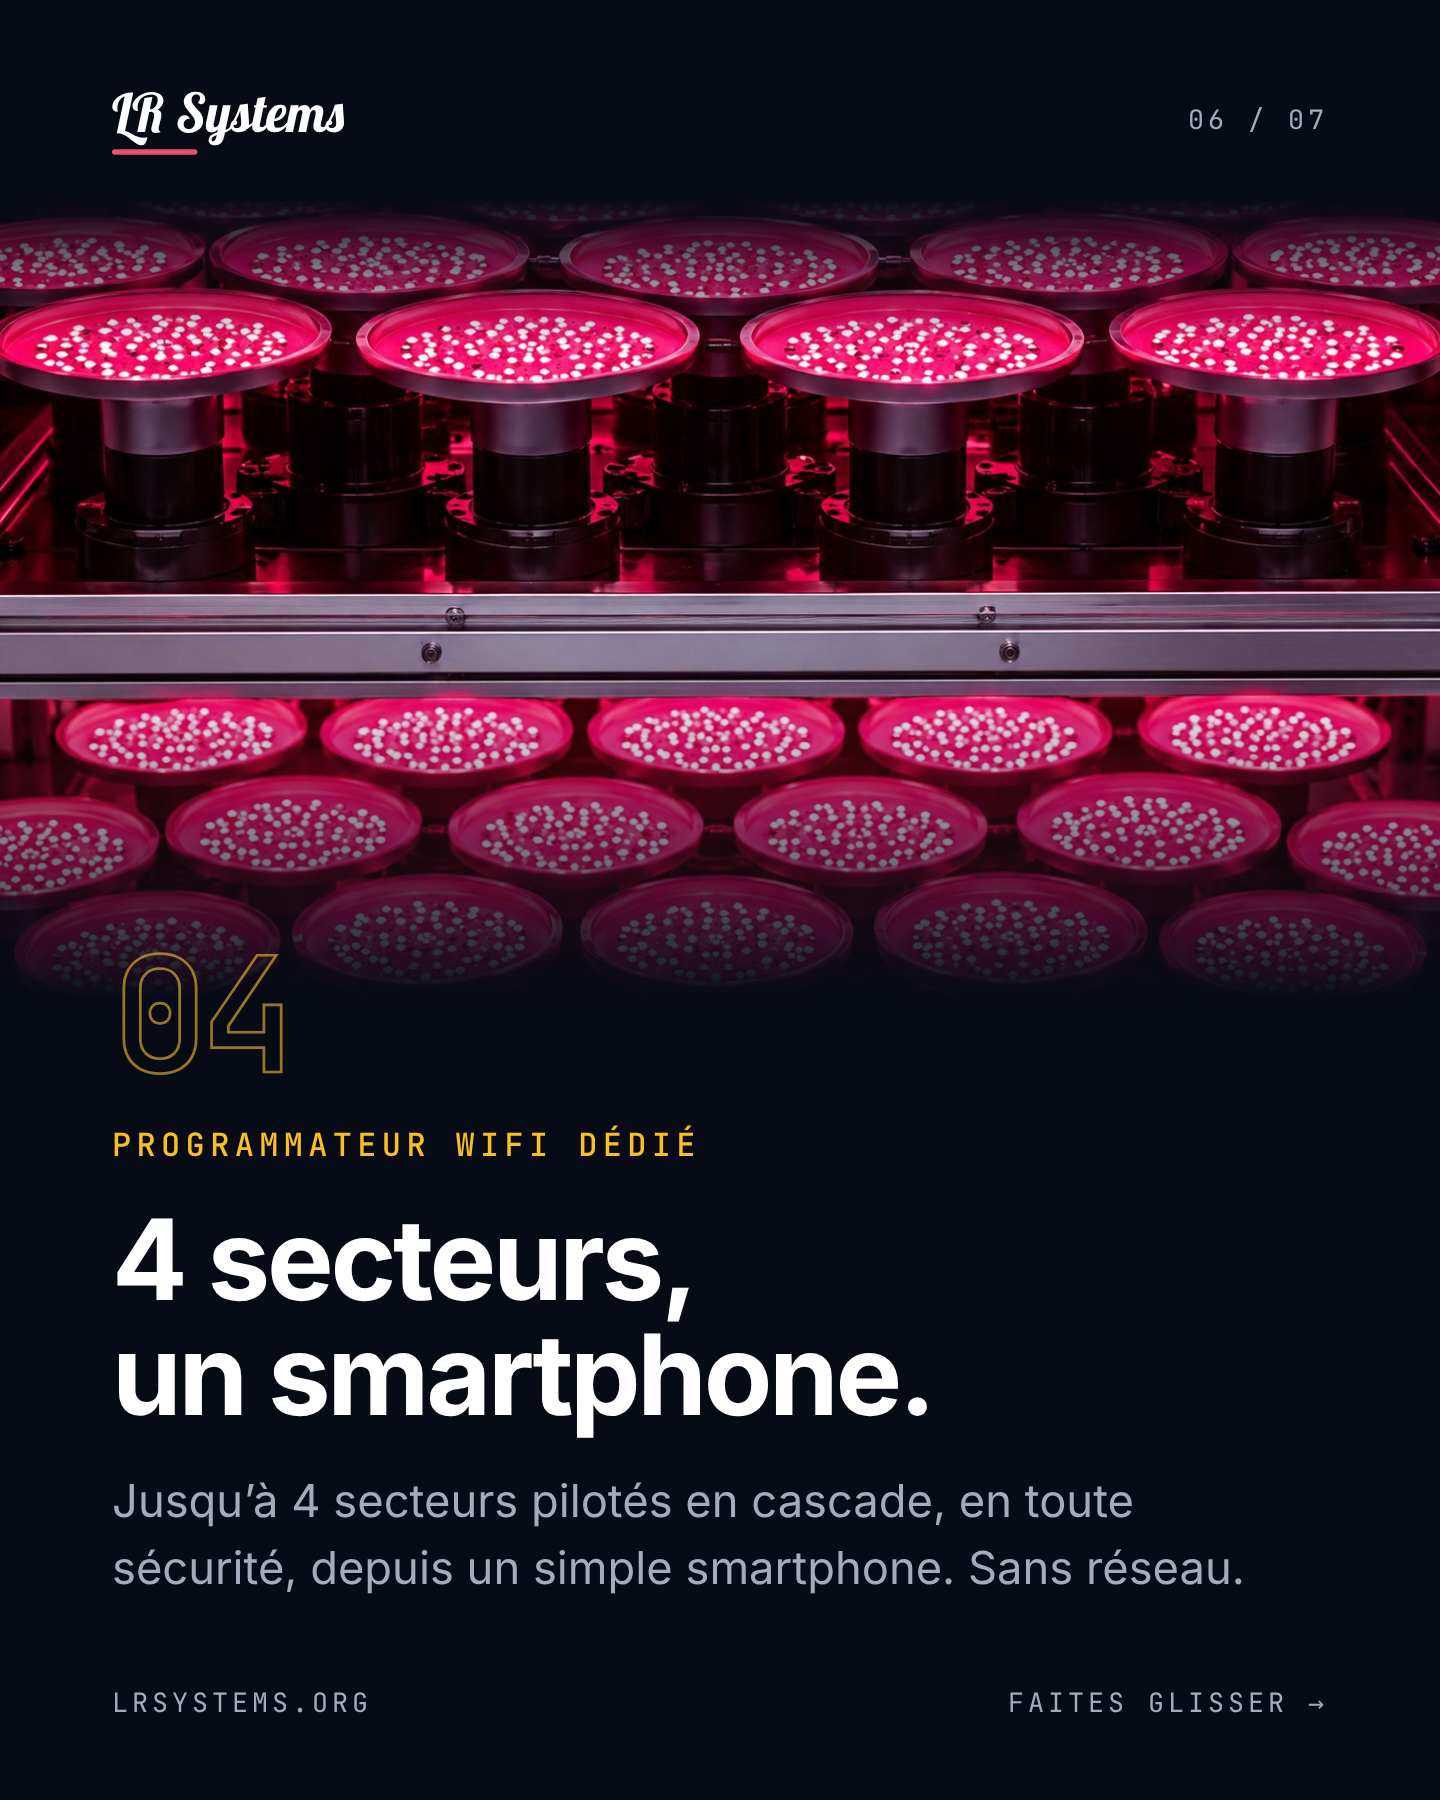 LR Systems
06 / 07
04
PROGRAMMATEUR WIFI DÉDIÉ
4 secteurs,
un smartphone.
Jusqu’à 4 secteurs pilotés en cascade, en toute
sécurité, depuis un simple smartphone. Sans réseau.
LRSYSTEMS.ORG
FAITES GLISSER →